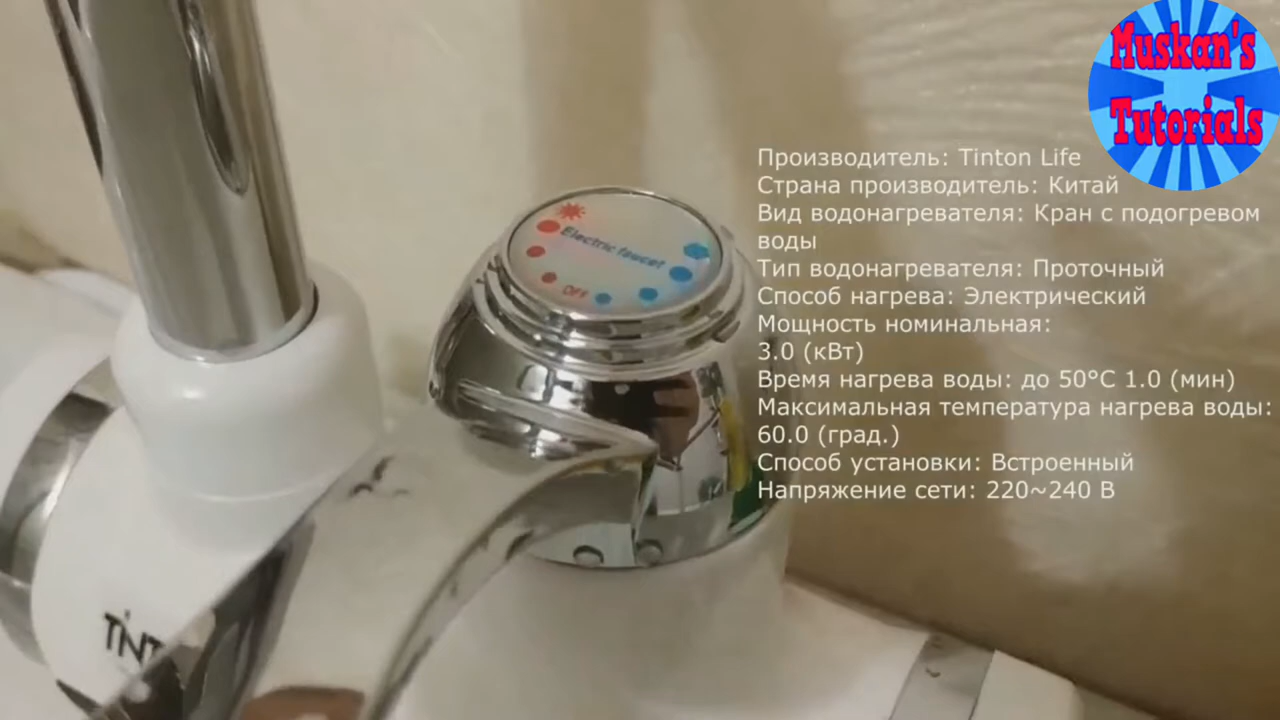 Muskan's
Tutorials
Производитель: Tinton Life
Страна производитель: Китай
Вид водонагревателя: Кран с подогревом
воды
Тип водонагревателя: Проточный
Способ нагрева: Электрический
Мощность номинальная:
3.0 (кВт)
Время нагрева воды: до 50°C 1.0 (мин)
Максимальная температура нагрева воды:
60.0 (град.)
Способ установки: Встроенный
Напряжение сети: 220~240 В
Electric faucet
OFF
TINT